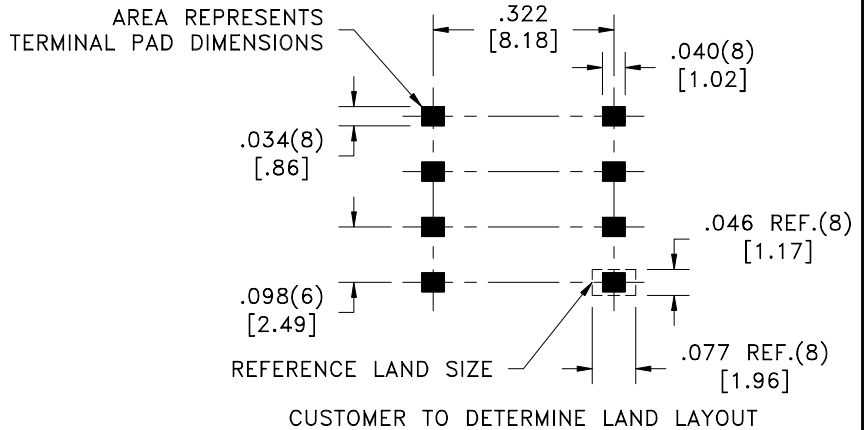 AREA REPRESENTS
TERMINAL PAD DIMENSIONS
.322
[8.18]
.040(8)
[1.02]
.034(8)
[.86]
.046 REF.(8)
[1.17]
.098(6)
[2.49]
REFERENCE LAND SIZE
.077 REF.(8)
[1.96]
CUSTOMER TO DETERMINE LAND LAYOUT